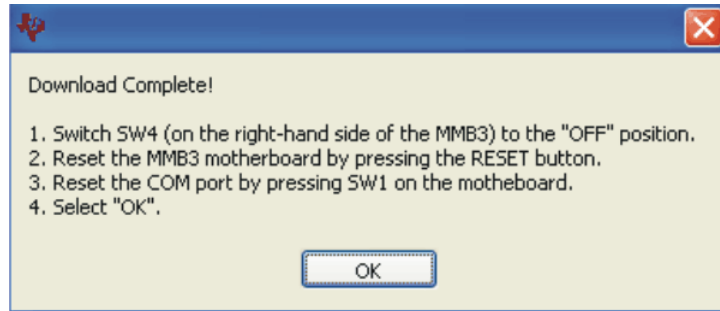 Download Complete!
1. Switch SW4 (on the right-hand side of the MMB3) to the "OFF" position.
2. Reset the MMB3 motherboard by pressing the RESET button.
3. Reset the COM port by pressing SW1 on the motheboard.
4. Select "OK".
OK